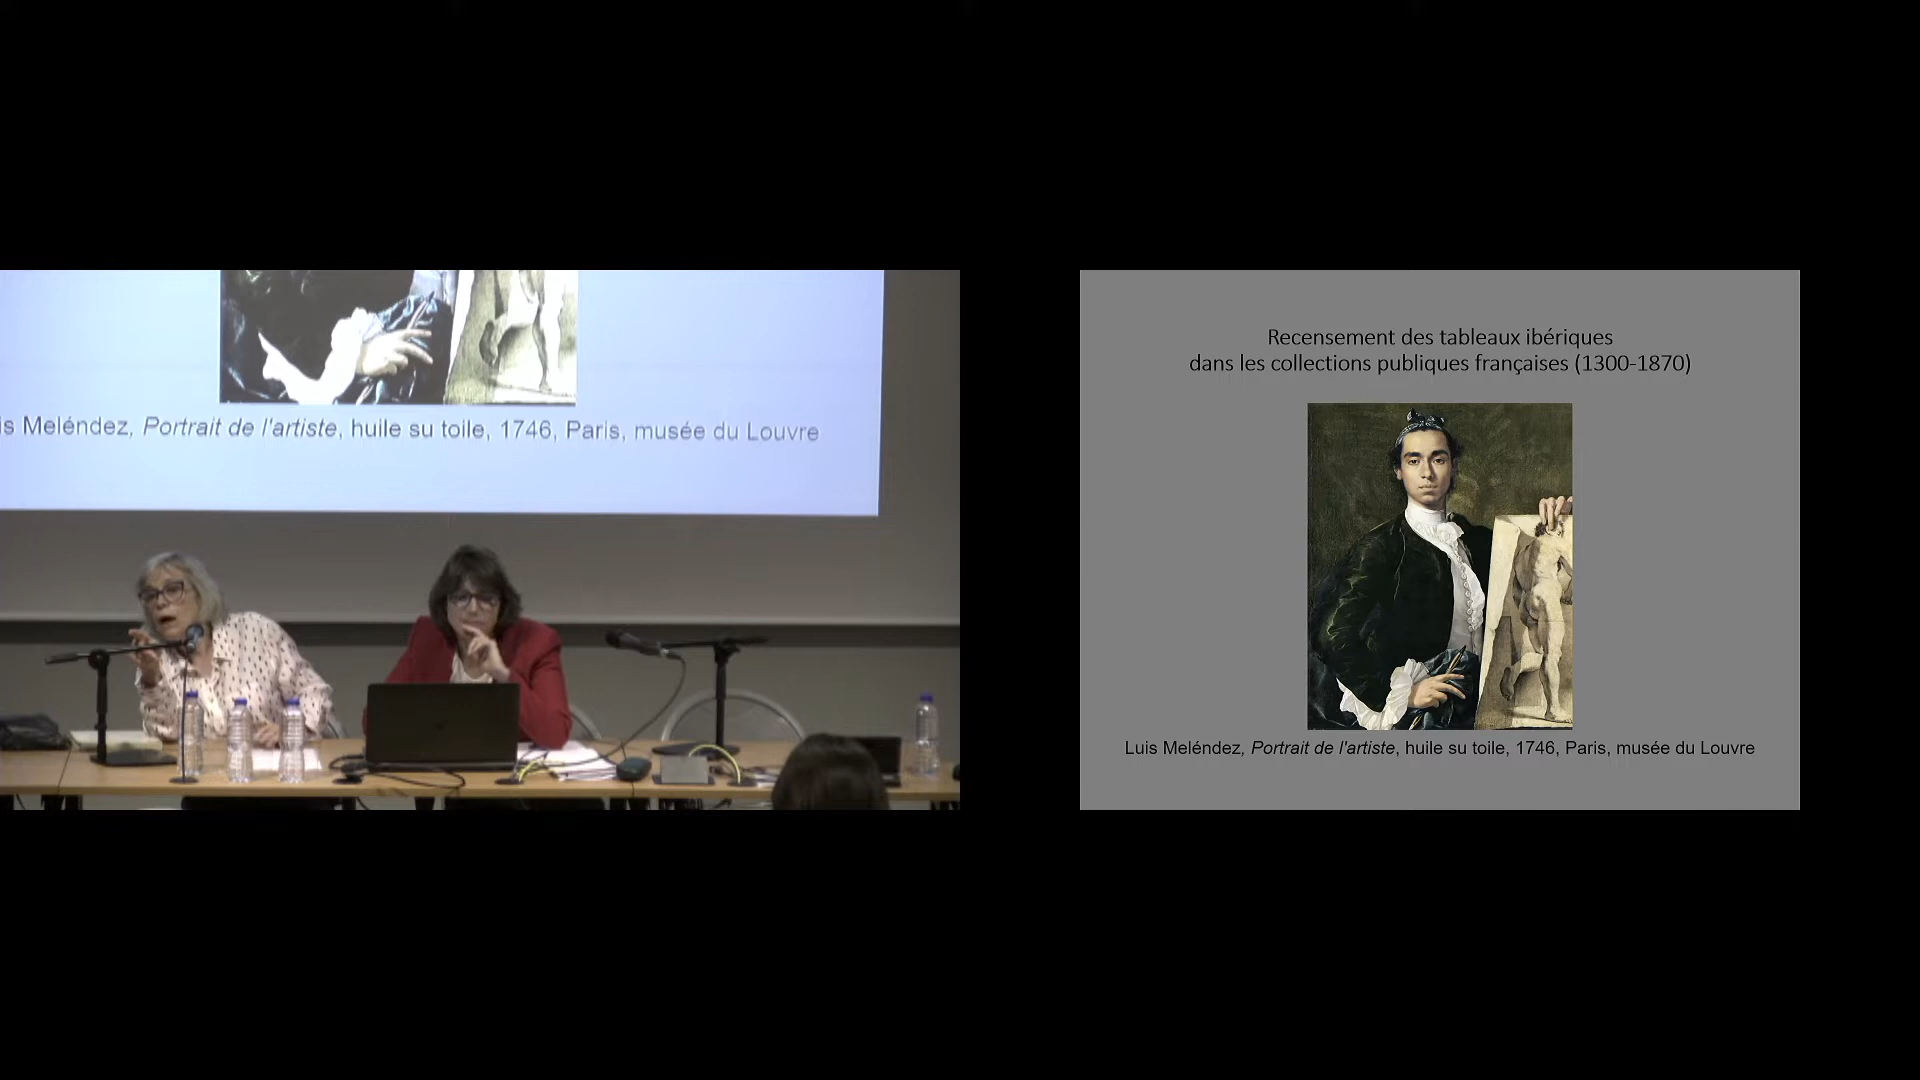 is Meléndez, Portrait de l'artiste, huile su toile, 1746, Paris, musée du Louvre
Recensement des tableaux ibériques
dans les collections publiques françaises (1300-1870)
Luis Meléndez, Portrait de l'artiste, huile su toile, 1746, Paris, musée du Louvre